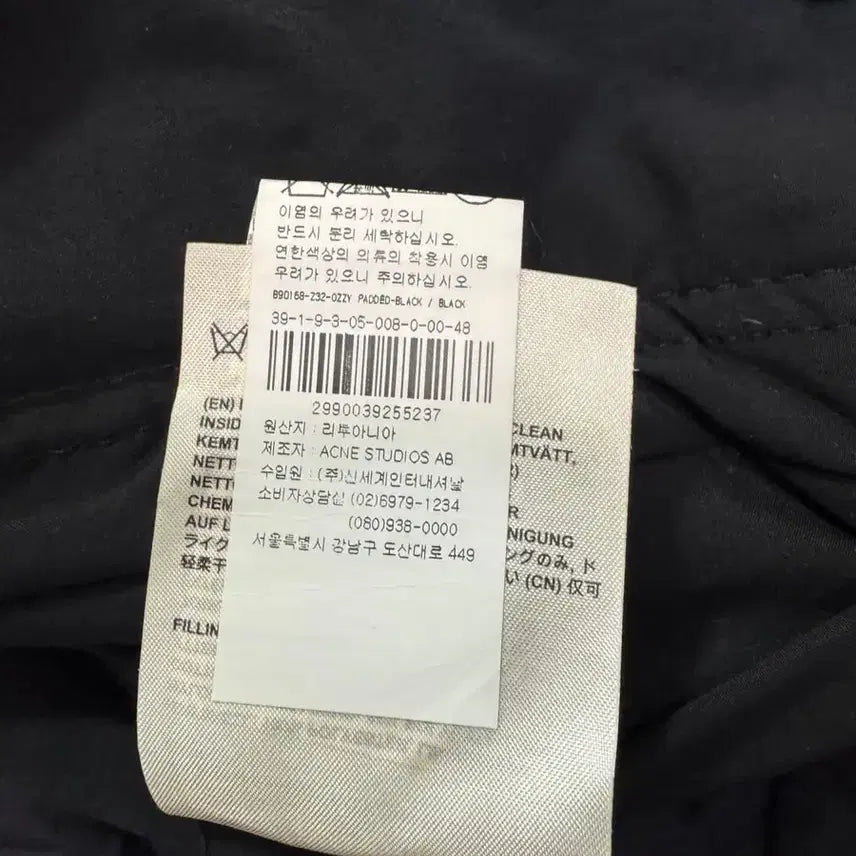 이염의 우려가 있으니
반드시 분리 세탁하십시오.
연한색상의 의류의 착용시 이염
우려가 있으니 주의하십시오.
B90168-Z32-OZZY PADDED-BLACK / BLACK
39-1-9-3-05-008-0-00-48
2990039255237
원산지 : 리투아니아
제조자 : ACNE STUDIOS AB
수입원 : (주)신세계인터내셔날
소비자상담실 (02)6979-1234
(080)938-0000
서울특별시 강남구 도산대로 449
(EN)
INSID CLEAN
KEMT MTVÄTT,
NETT
NETT
CHEM NIGUNG
AUF L ングのみ, ド
ライク い (CN) 仅可
轻柔干
FILLIN